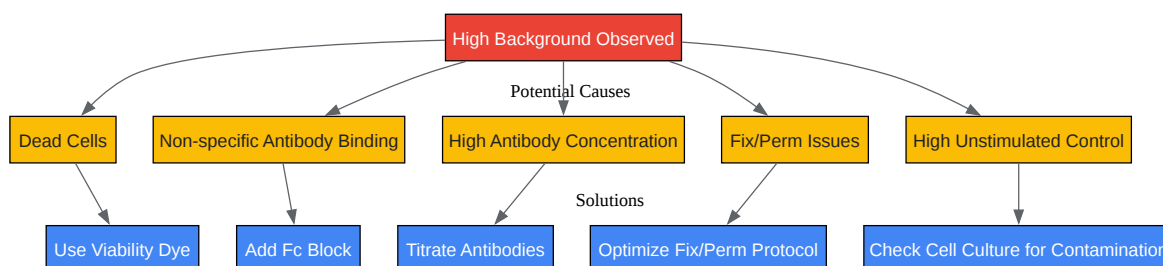 High Background Observed
Potential Causes
Dead Cells
Non-specific Antibody Binding
High Antibody Concentration
Fix/Perm Issues
High Unstimulated Control
Solutions
Use Viability Dye
Add Fc Block
Titrate Antibodies
Optimize Fix/Perm Protocol
Check Cell Culture for Contamination